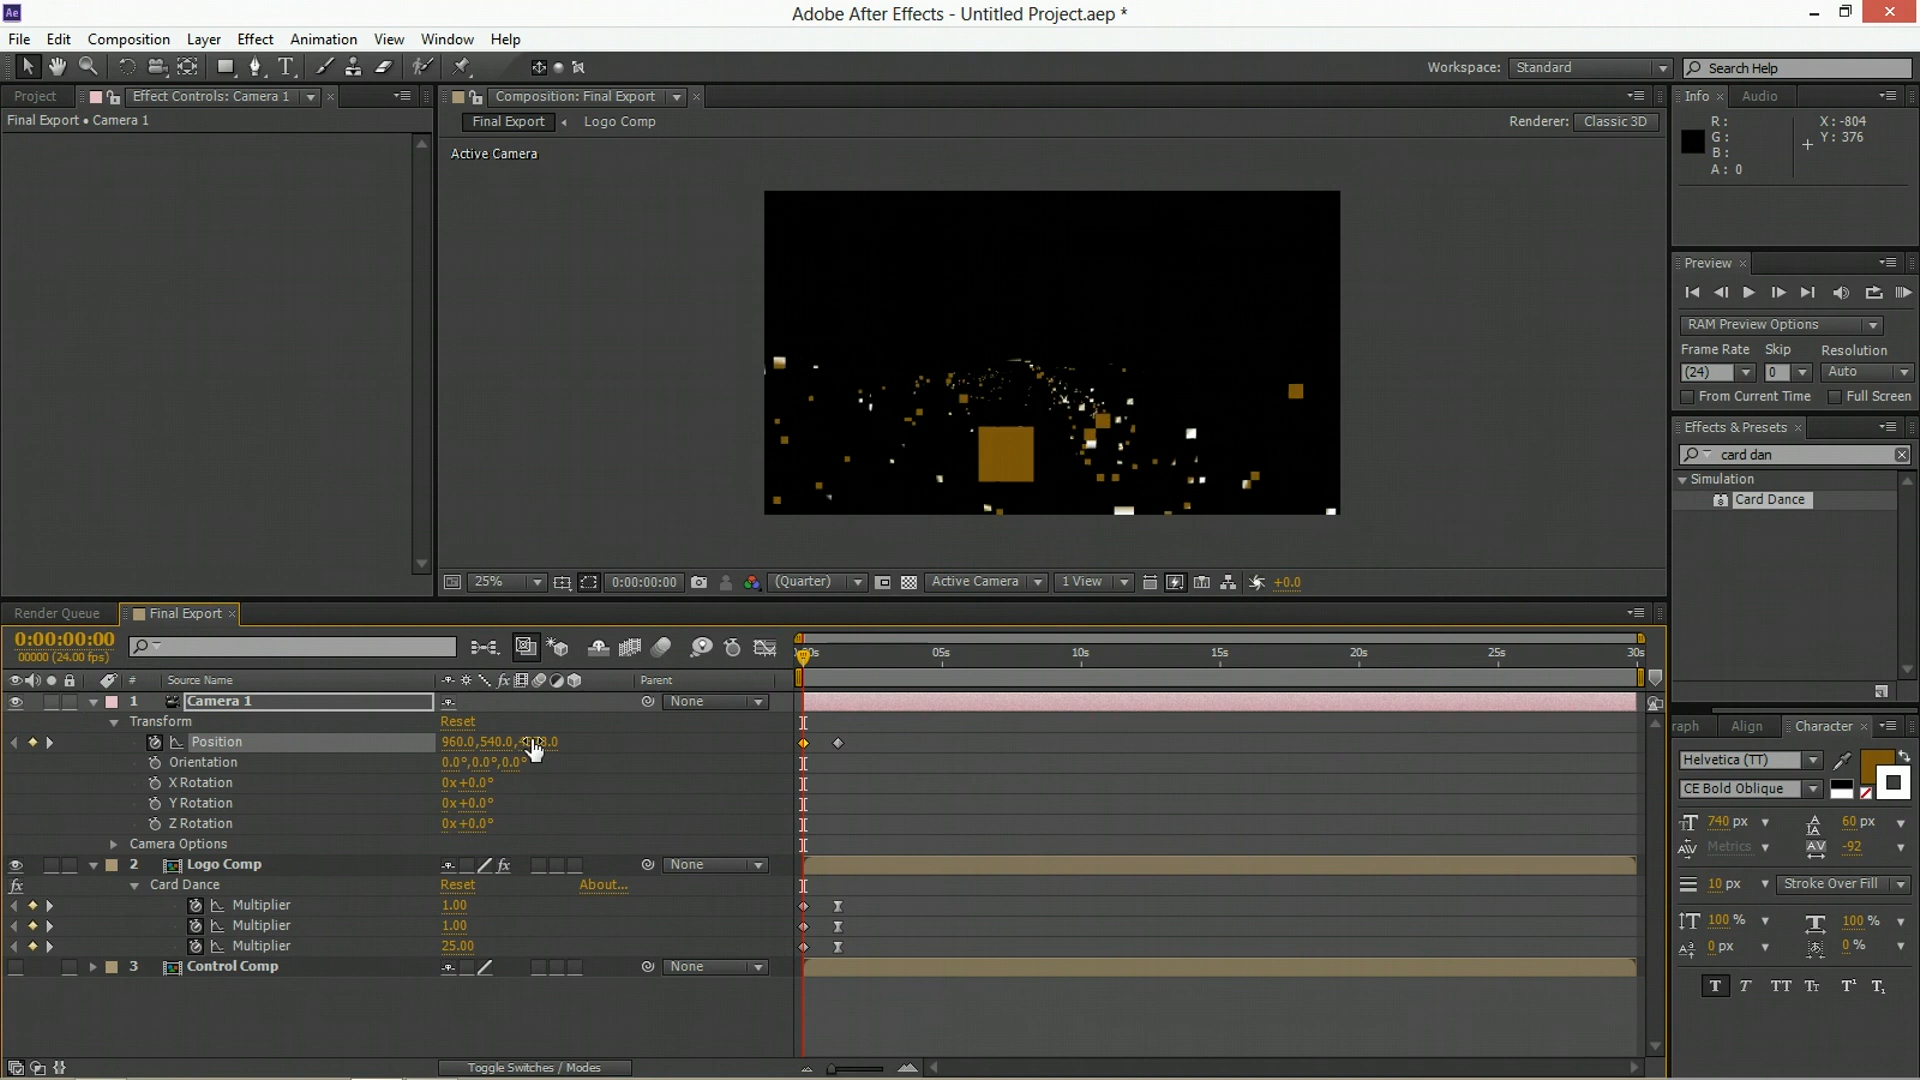 Ae
Adobe After Effects - Untitled Project.aep *
File Edit Composition Layer Effect Animation View Window Help
Workspace: Standard Search Help
Project Effect Controls: Camera 1
Composition: Final Export
Info Audio
Final Export • Camera 1
Final Export Logo Comp
Renderer: Classic 3D
Active Camera
R:
G:
B:
A: 0
X: -804
Y: 376
Preview
RAM Preview Options
Frame Rate Skip Resolution
(24) 0 Auto
From Current Time Full Screen
Effects & Presets
card dan
Simulation
Card Dance
25% 0:00:00:00 (Quarter) Active Camera 1 View +0.0
Render Queue Final Export
0:00:00:00
00000 (24.00 fps)
05s 10s 15s 20s 25s 30s
# Source Name Parent
1 Camera 1 None
Transform Reset
Position 960.0,540.0,
Orientation 0.0°,0.0°,0.0°
X Rotation 0x+0.0°
Y Rotation 0x+0.0°
Z Rotation 0x+0.0°
Camera Options
2 Logo Comp None
Card Dance Reset About...
Multiplier 1.00
Multiplier 1.00
Multiplier 25.00
3 Control Comp None
Toggle Switches / Modes
raph Align Character
Helvetica (TT)
CE Bold Oblique
740 px 60 px
Metrics -92
10 px Stroke Over Fill
100 % 100 %
0 px 0 %
T T TT Tт T¹ T₁